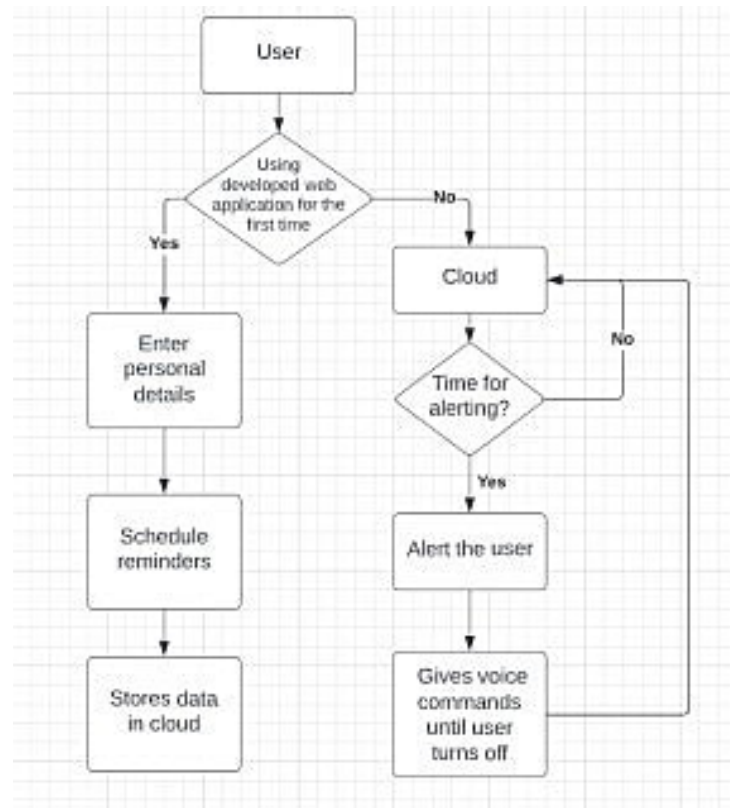 User
Using
developed web
application for the
first time
Yes
No
Cloud
Enter
personal
details
No
Time for
alerting?
Yes
Schedule
reminders
Alert the user
Stores data
in cloud
Gives voice
commands
until user
turns off